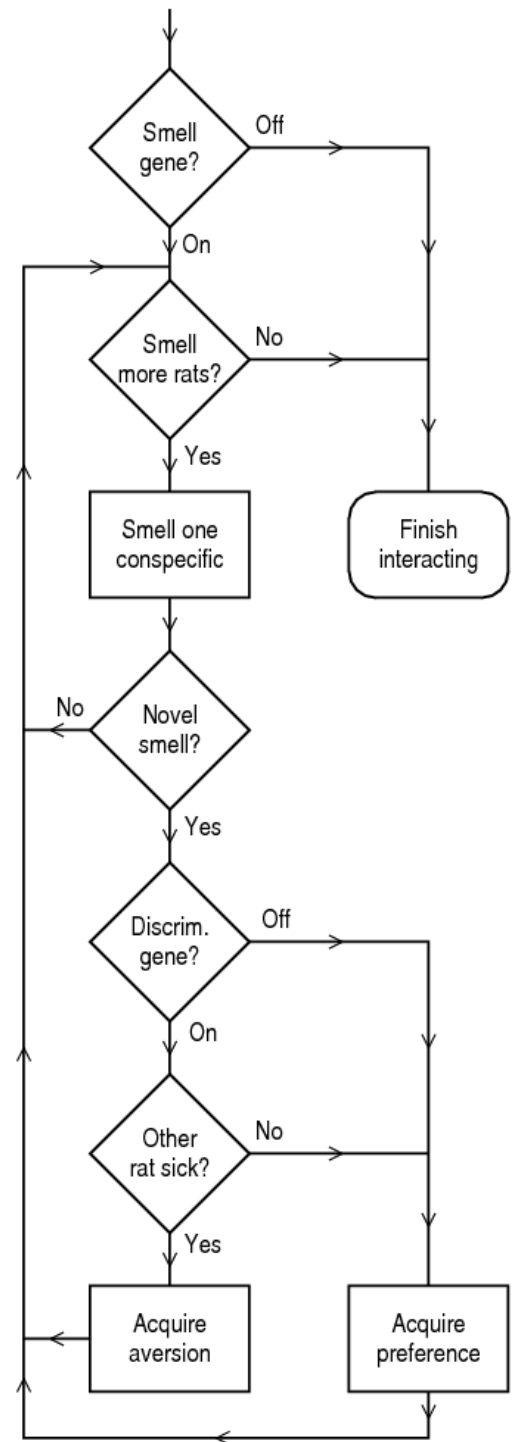 Smell
gene?
Off
On
Smell
more rats?
No
Yes
Smell one
conspecific
Finish
interacting
Novel
smell?
No
Yes
Discrim.
gene?
Off
On
Other
rat sick?
No
Yes
Acquire
aversion
Acquire
preference